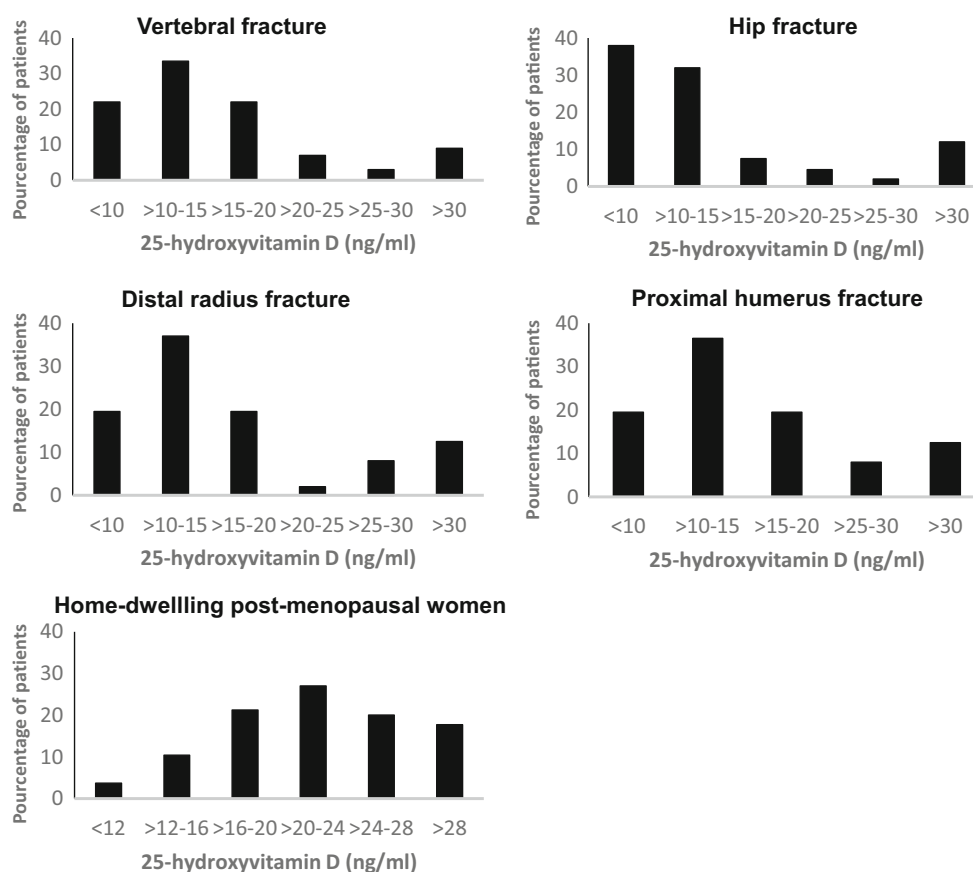 Vertebral fracture
Pourcentage of patients
40
30
20
10
0
<10 >10-15 >15-20 >20-25 >25-30 >30
25-hydroxyvitamin D (ng/ml)
Hip fracture
Pourcentage of patients
40
30
20
10
0
<10 >10-15 >15-20 >20-25 >25-30 >30
25-hydroxyvitamin D (ng/ml)
Distal radius fracture
Pourcentage of patients
40
30
20
10
0
<10 >10-15 >15-20 >20-25 >25-30 >30
25-hydroxyvitamin D (ng/ml)
Proximal humerus fracture
Pourcentage of patients
40
30
20
10
0
<10 >10-15 >15-20 >25-30 >30
25-hydroxyvitamin D (ng/ml)
Home-dwellling post-menopausal women
Pourcentage of patients
40
30
20
10
0
<12 >12-16 >16-20 >20-24 >24-28 >28
25-hydroxyvitamin D (ng/ml)